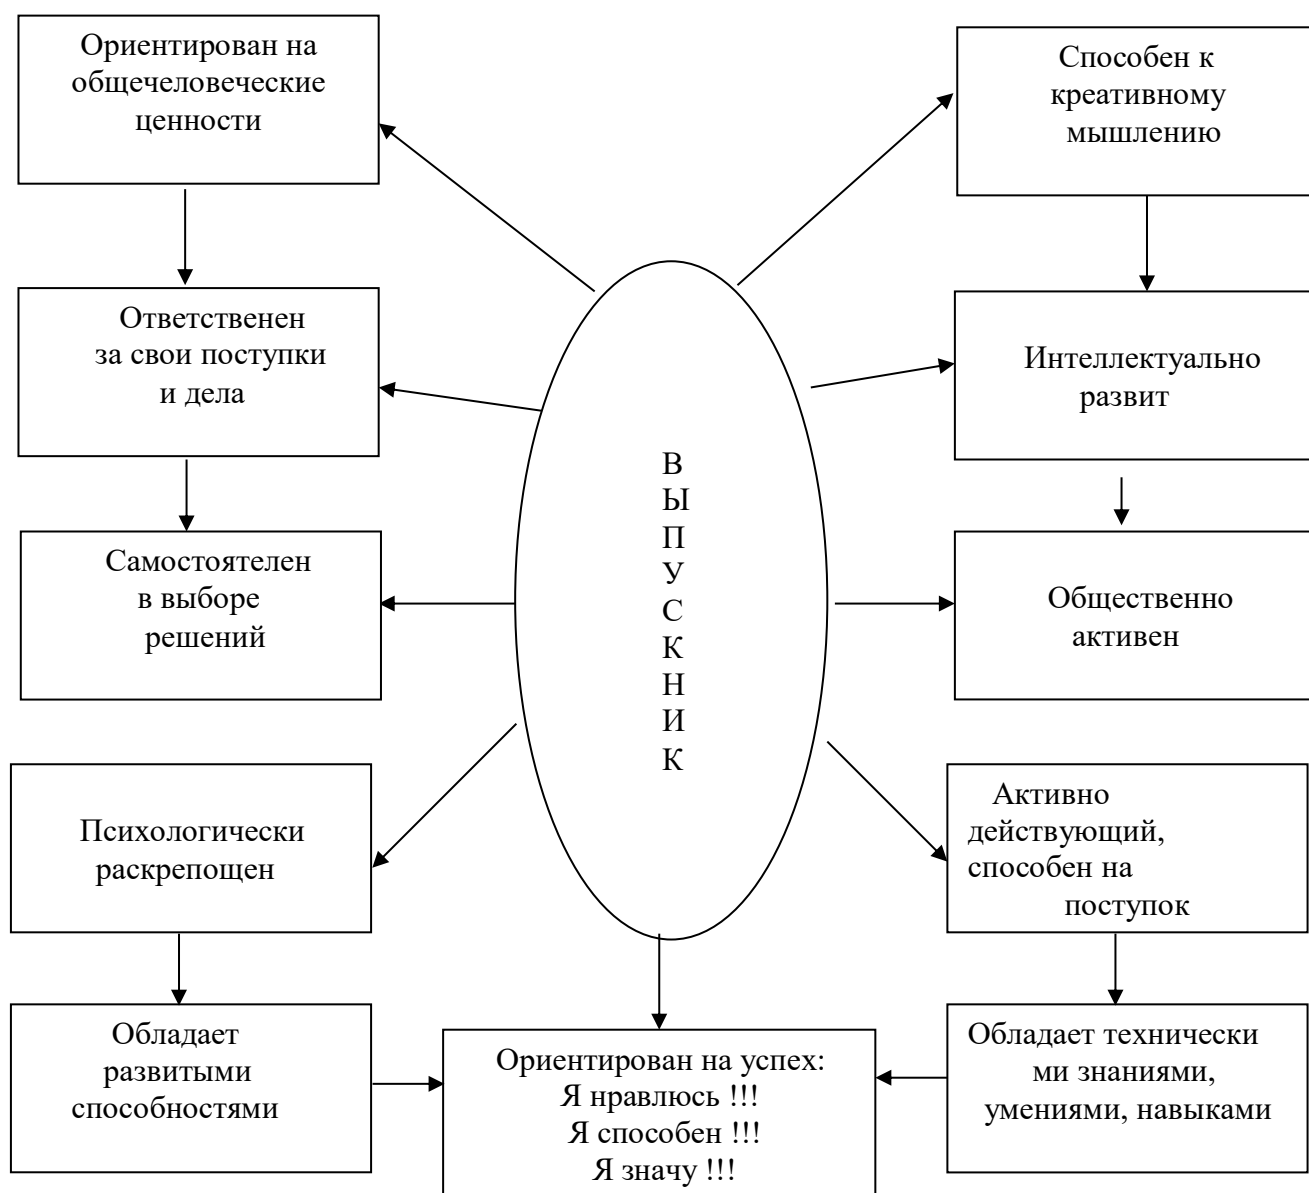 Ориентирован на
общечеловеческие
ценности
Способен к
креативному
мышлению
Ответственен
за свои поступки
и дела
Интеллектуально
развит
В
Ы
П
У
С
К
Н
И
К
Самостоятелен
в выборе
решений
Общественно
активен
Психологически
раскрепощен
Активно
действующий,
способен на
поступок
Обладает
развитыми
способностями
Ориентирован на успех:
Я нравлюсь !!!
Я способен !!!
Я значу !!!
Обладает технически
ми знаниями,
умениями, навыками